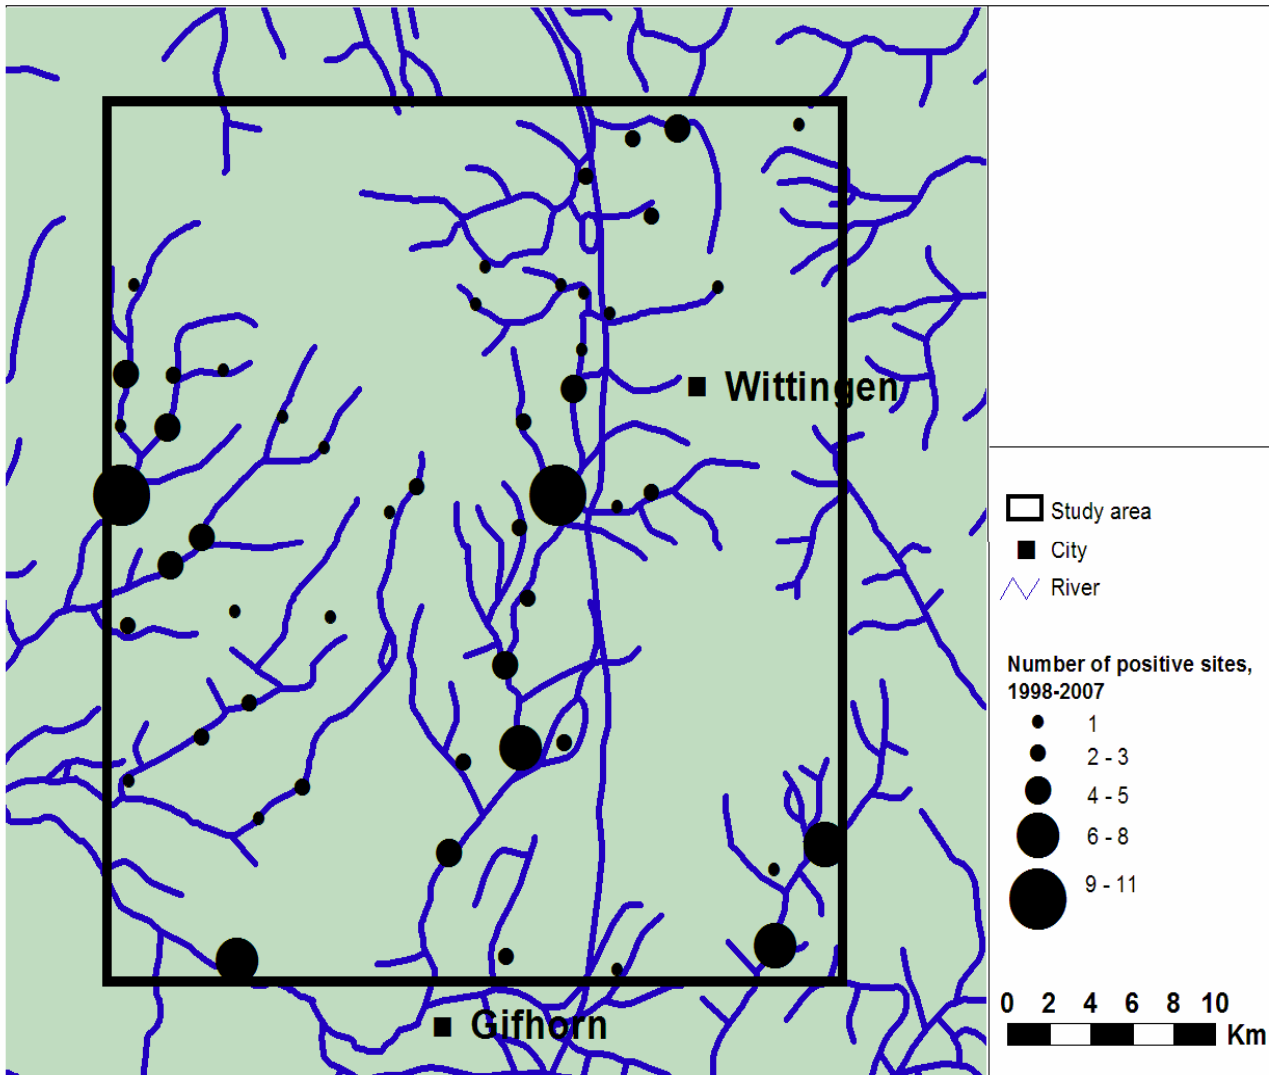 Wittingen
Gifhorn
Study area
City
River
Number of positive sites,
1998-2007
1
2 - 3
4 - 5
6 - 8
9 - 11
0 2 4 6 8 10
Km